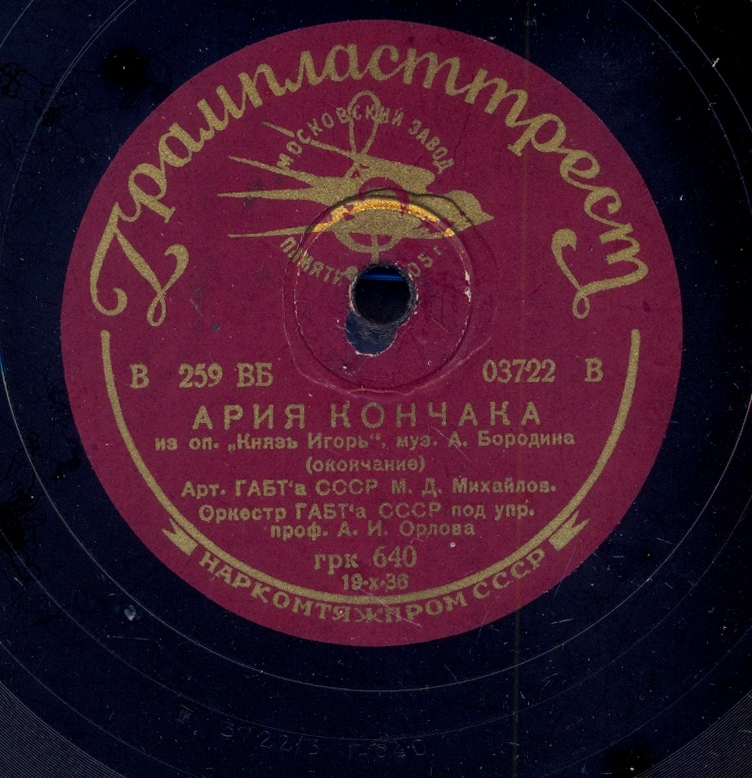 Грампласттрест
МОСКОВСКИЙ ЗАВОД
ПАМЯТИ 05 г.
В 259 ВБ 03722 В
АРИЯ КОНЧАКА
из оп. „Князь Игорь“, муз. А. Бородина
(окончание)
Арт. ГАБТ‘а СССР М. Д. Михайлов.
Оркестр ГАБТ‘а СССР под упр.
проф. А. И. Орлова
грк 640
19-х-36
НАРКОМТЯЖПРОМ СССР